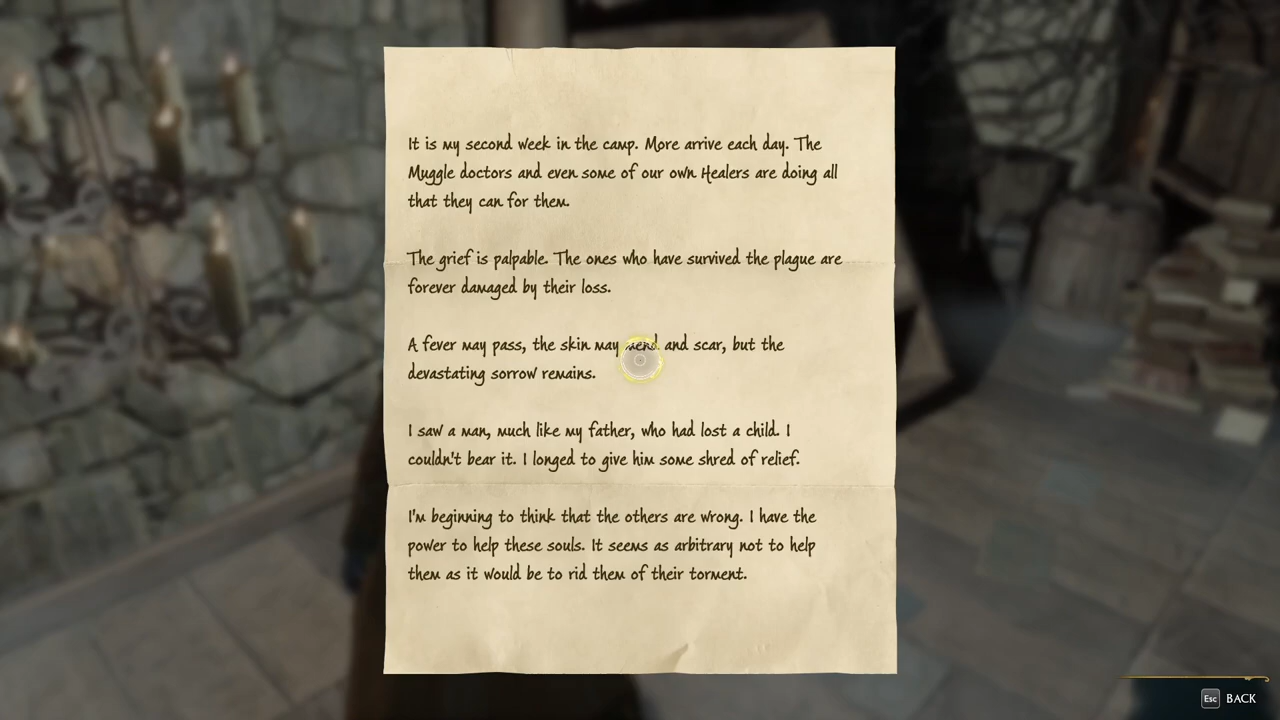 It is my second week in the camp. More arrive each day. The
Muggle doctors and even some of our own Healers are doing all
that they can for them.
The grief is palpable. The ones who have survived the plague are
forever damaged by their loss.
A fever may pass, the skin may mend and scar, but the
devastating sorrow remains.
I saw a man, much like my father, who had lost a child. I
couldn't bear it. I longed to give him some shred of relief.
I'm beginning to think that the others are wrong. I have the
power to help these souls. It seems as arbitrary not to help
them as it would be to rid them of their torment.
Esc BACK